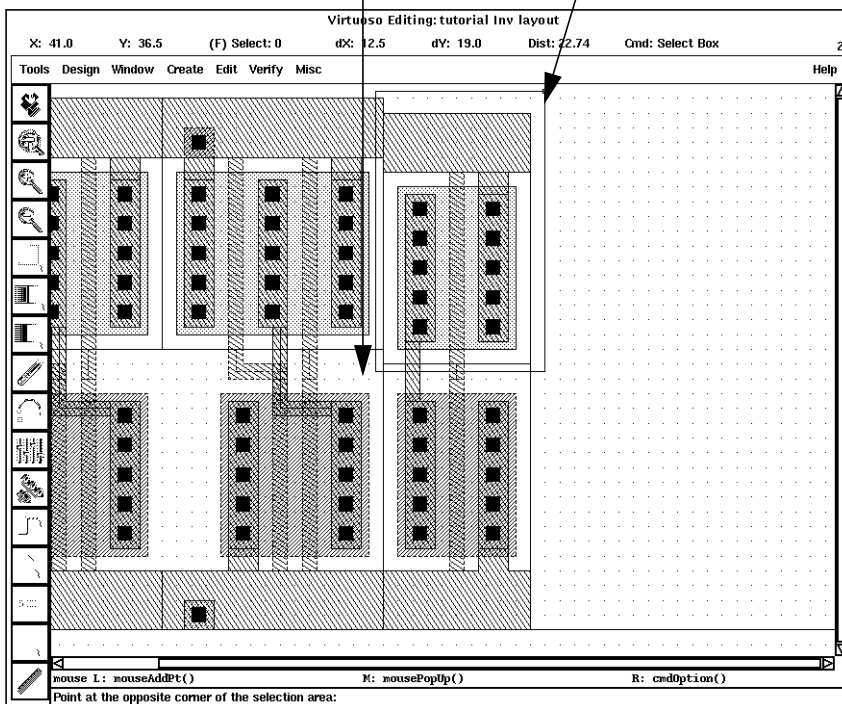 Virtuoso Editing: tutorial Inv layout
X: 41.0 Y: 36.5 (F) Select: 0 dX: 12.5 dY: 19.0 Dist: 22.74 Cmd: Select Box 2
Tools Design Window Create Edit Verify Misc Help
mouse L: mouseAddPt() M: mousePopUp() R: cmdOption()
Point at the opposite corner of the selection area: